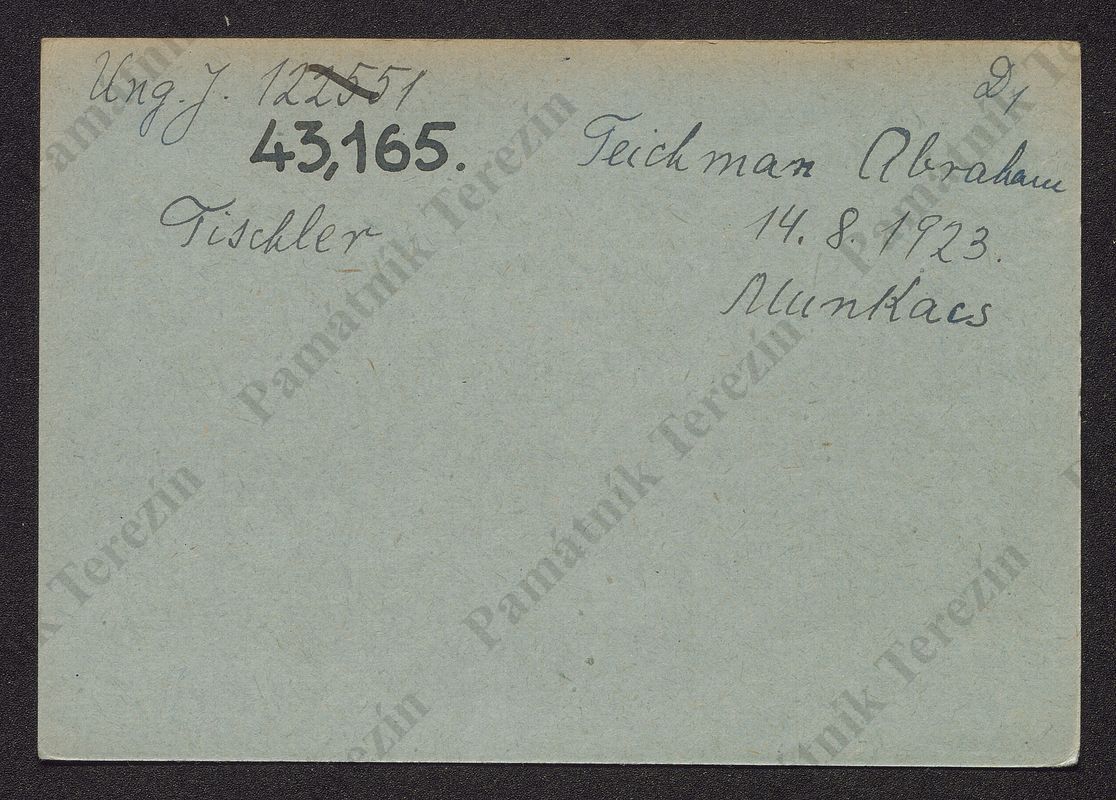 Ung. J. 122551
D1
43,165.
Teichman Abraham
Tischler
14. 8. 1923.
Munkacs
Památník Terezín